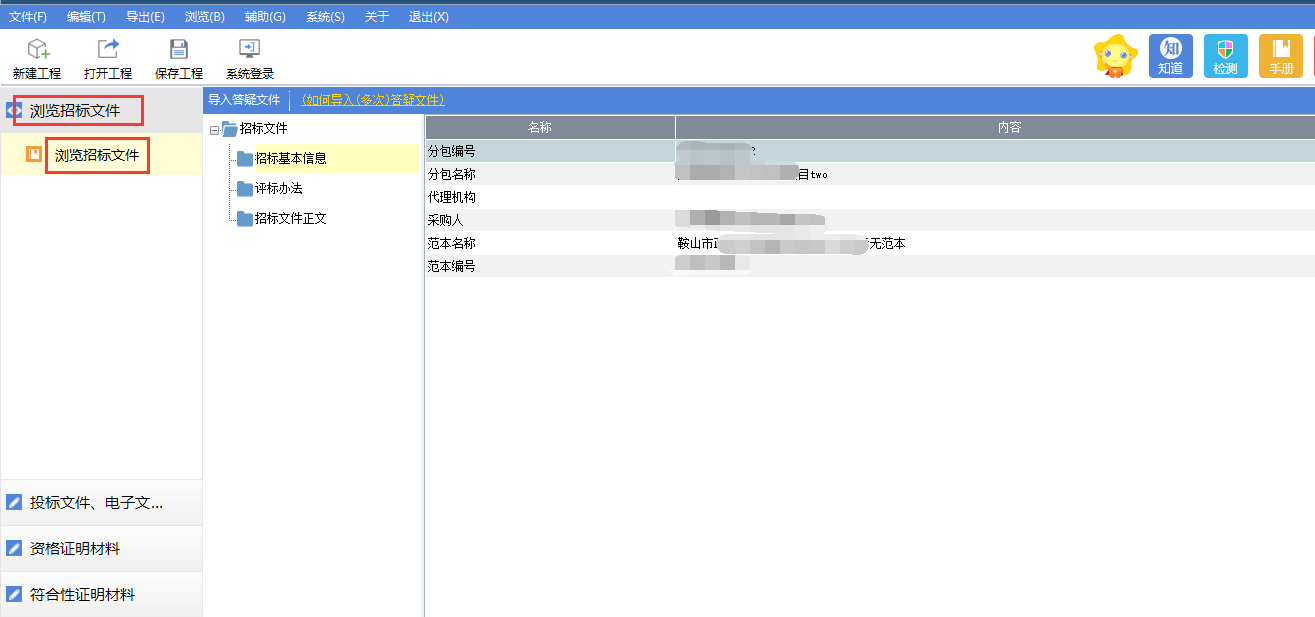 文件(F) 编辑(T) 导出(E) 浏览(B) 辅助(G) 系统(S) 关于 退出(X)
新建工程 打开工程 保存工程 系统登录 知道 检测 手册
浏览招标文件
浏览招标文件
投标文件、电子文...
资格证明材料
符合性证明材料
导入答疑文件 (如何导入(多次)答疑文件)
招标文件
招标基本信息
评标办法
招标文件正文
名称 内容
分包编号
分包名称 目two
代理机构
采购人
范本名称 鞍山市 无范本
范本编号